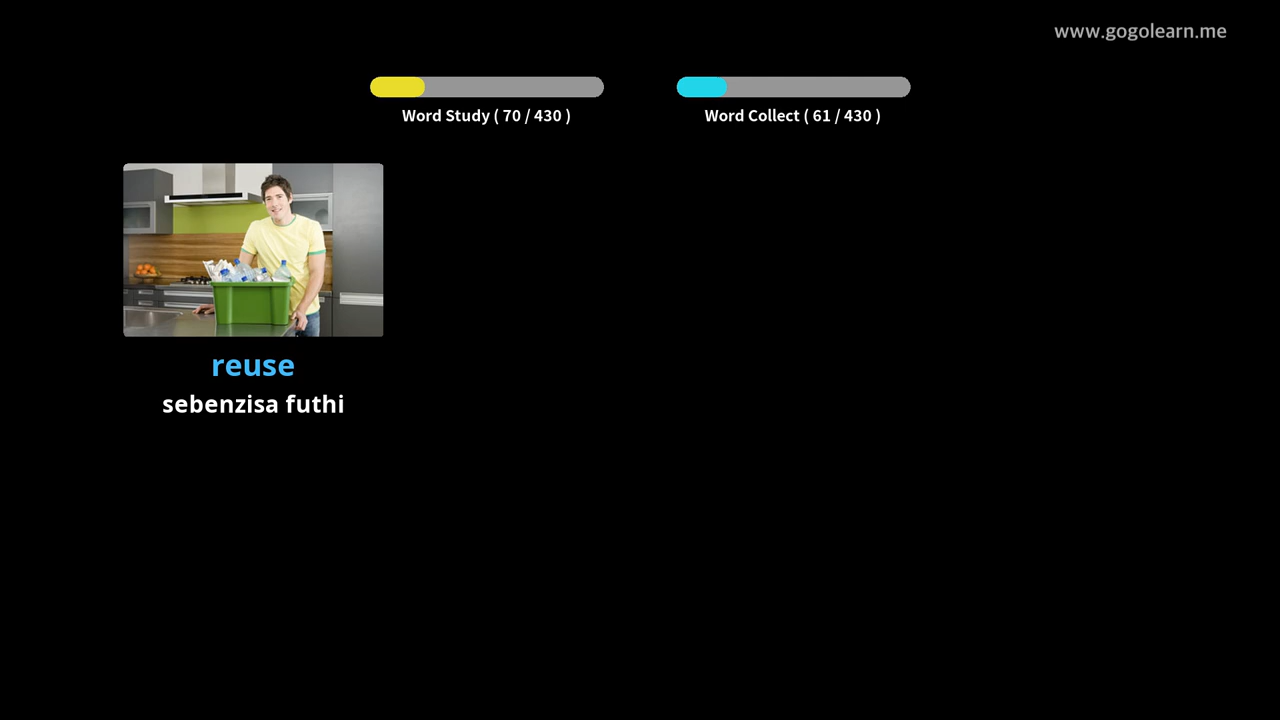 www.gogolearn.me
Word Study ( 70 / 430 )
Word Collect ( 61 / 430 )
reuse
sebenzisa futhi